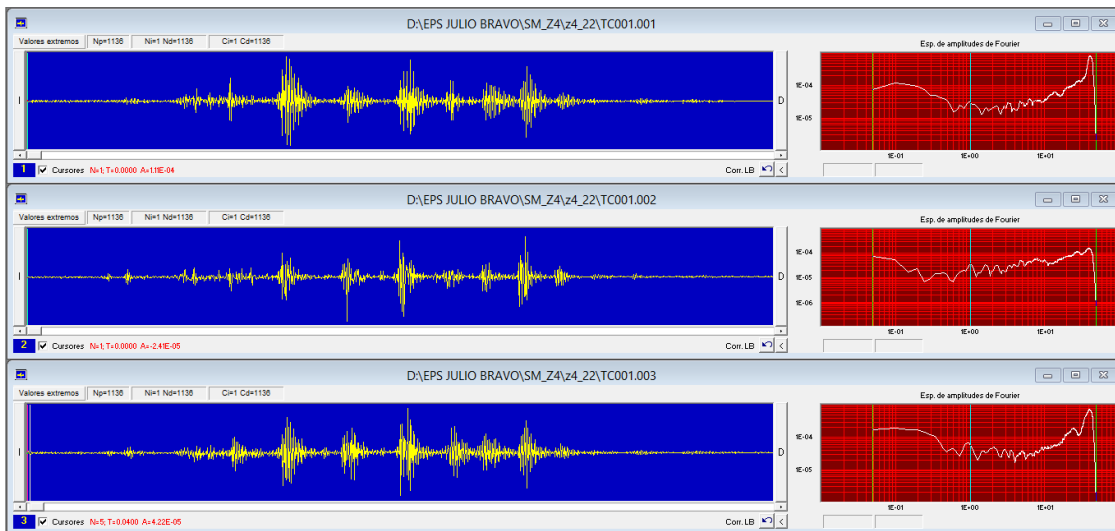 D:\EPS JULIO BRAVO\SM_Z4\z4_22\TC001.001
Valores extremos Np=1136 Ni=1 Nd=1136 Ci=1 Cd=1136
Esp. de amplitudes de Fourier
I D
1E-04
1E-05
1E-01 1E+00 1E+01
1 Cursores N=1; T=0.0000 A=1.11E-04 Corr. LB <
D:\EPS JULIO BRAVO\SM_Z4\z4_22\TC001.002
Valores extremos Np=1136 Ni=1 Nd=1136 Ci=1 Cd=1136
Esp. de amplitudes de Fourier
1E-04
I D 1E-05
1E-06
1E-01 1E+00 1E+01
2 Cursores N=1; T=0.0000 A=-2.41E-05 Corr. LB <
D:\EPS JULIO BRAVO\SM_Z4\z4_22\TC001.003
Valores extremos Np=1136 Ni=1 Nd=1136 Ci=1 Cd=1136
Esp. de amplitudes de Fourier
1E-04
I D
1E-05
1E-01 1E+00 1E+01
3 Cursores N=5; T=0.0400 A=4.22E-05 Corr. LB <